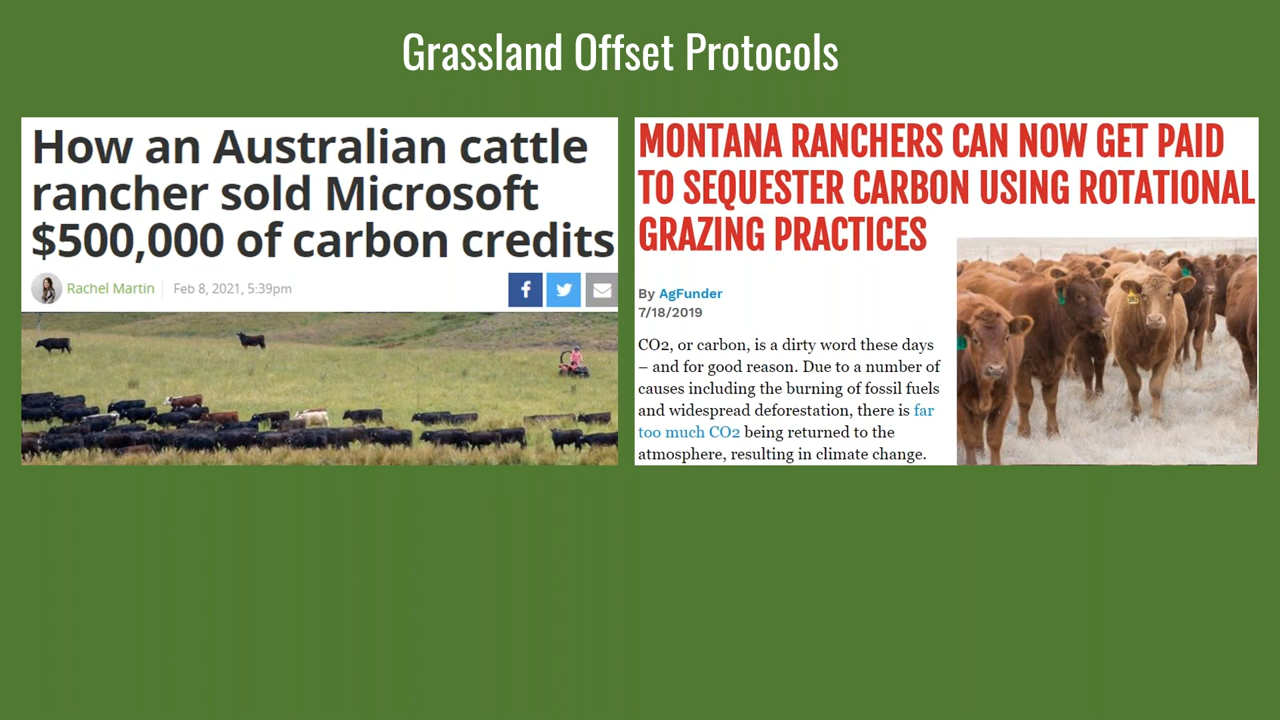 Grassland Offset Protocols
How an Australian cattle
rancher sold Microsoft
$500,000 of carbon credits
Rachel Martin
Feb 8, 2021, 5:39pm
MONTANA RANCHERS CAN NOW GET PAID
TO SEQUESTER CARBON USING ROTATIONAL
GRAZING PRACTICES
By AgFunder
7/18/2019
CO2, or carbon, is a dirty word these days
– and for good reason. Due to a number of
causes including the burning of fossil fuels
and widespread deforestation, there is far
too much CO2 being returned to the
atmosphere, resulting in climate change.